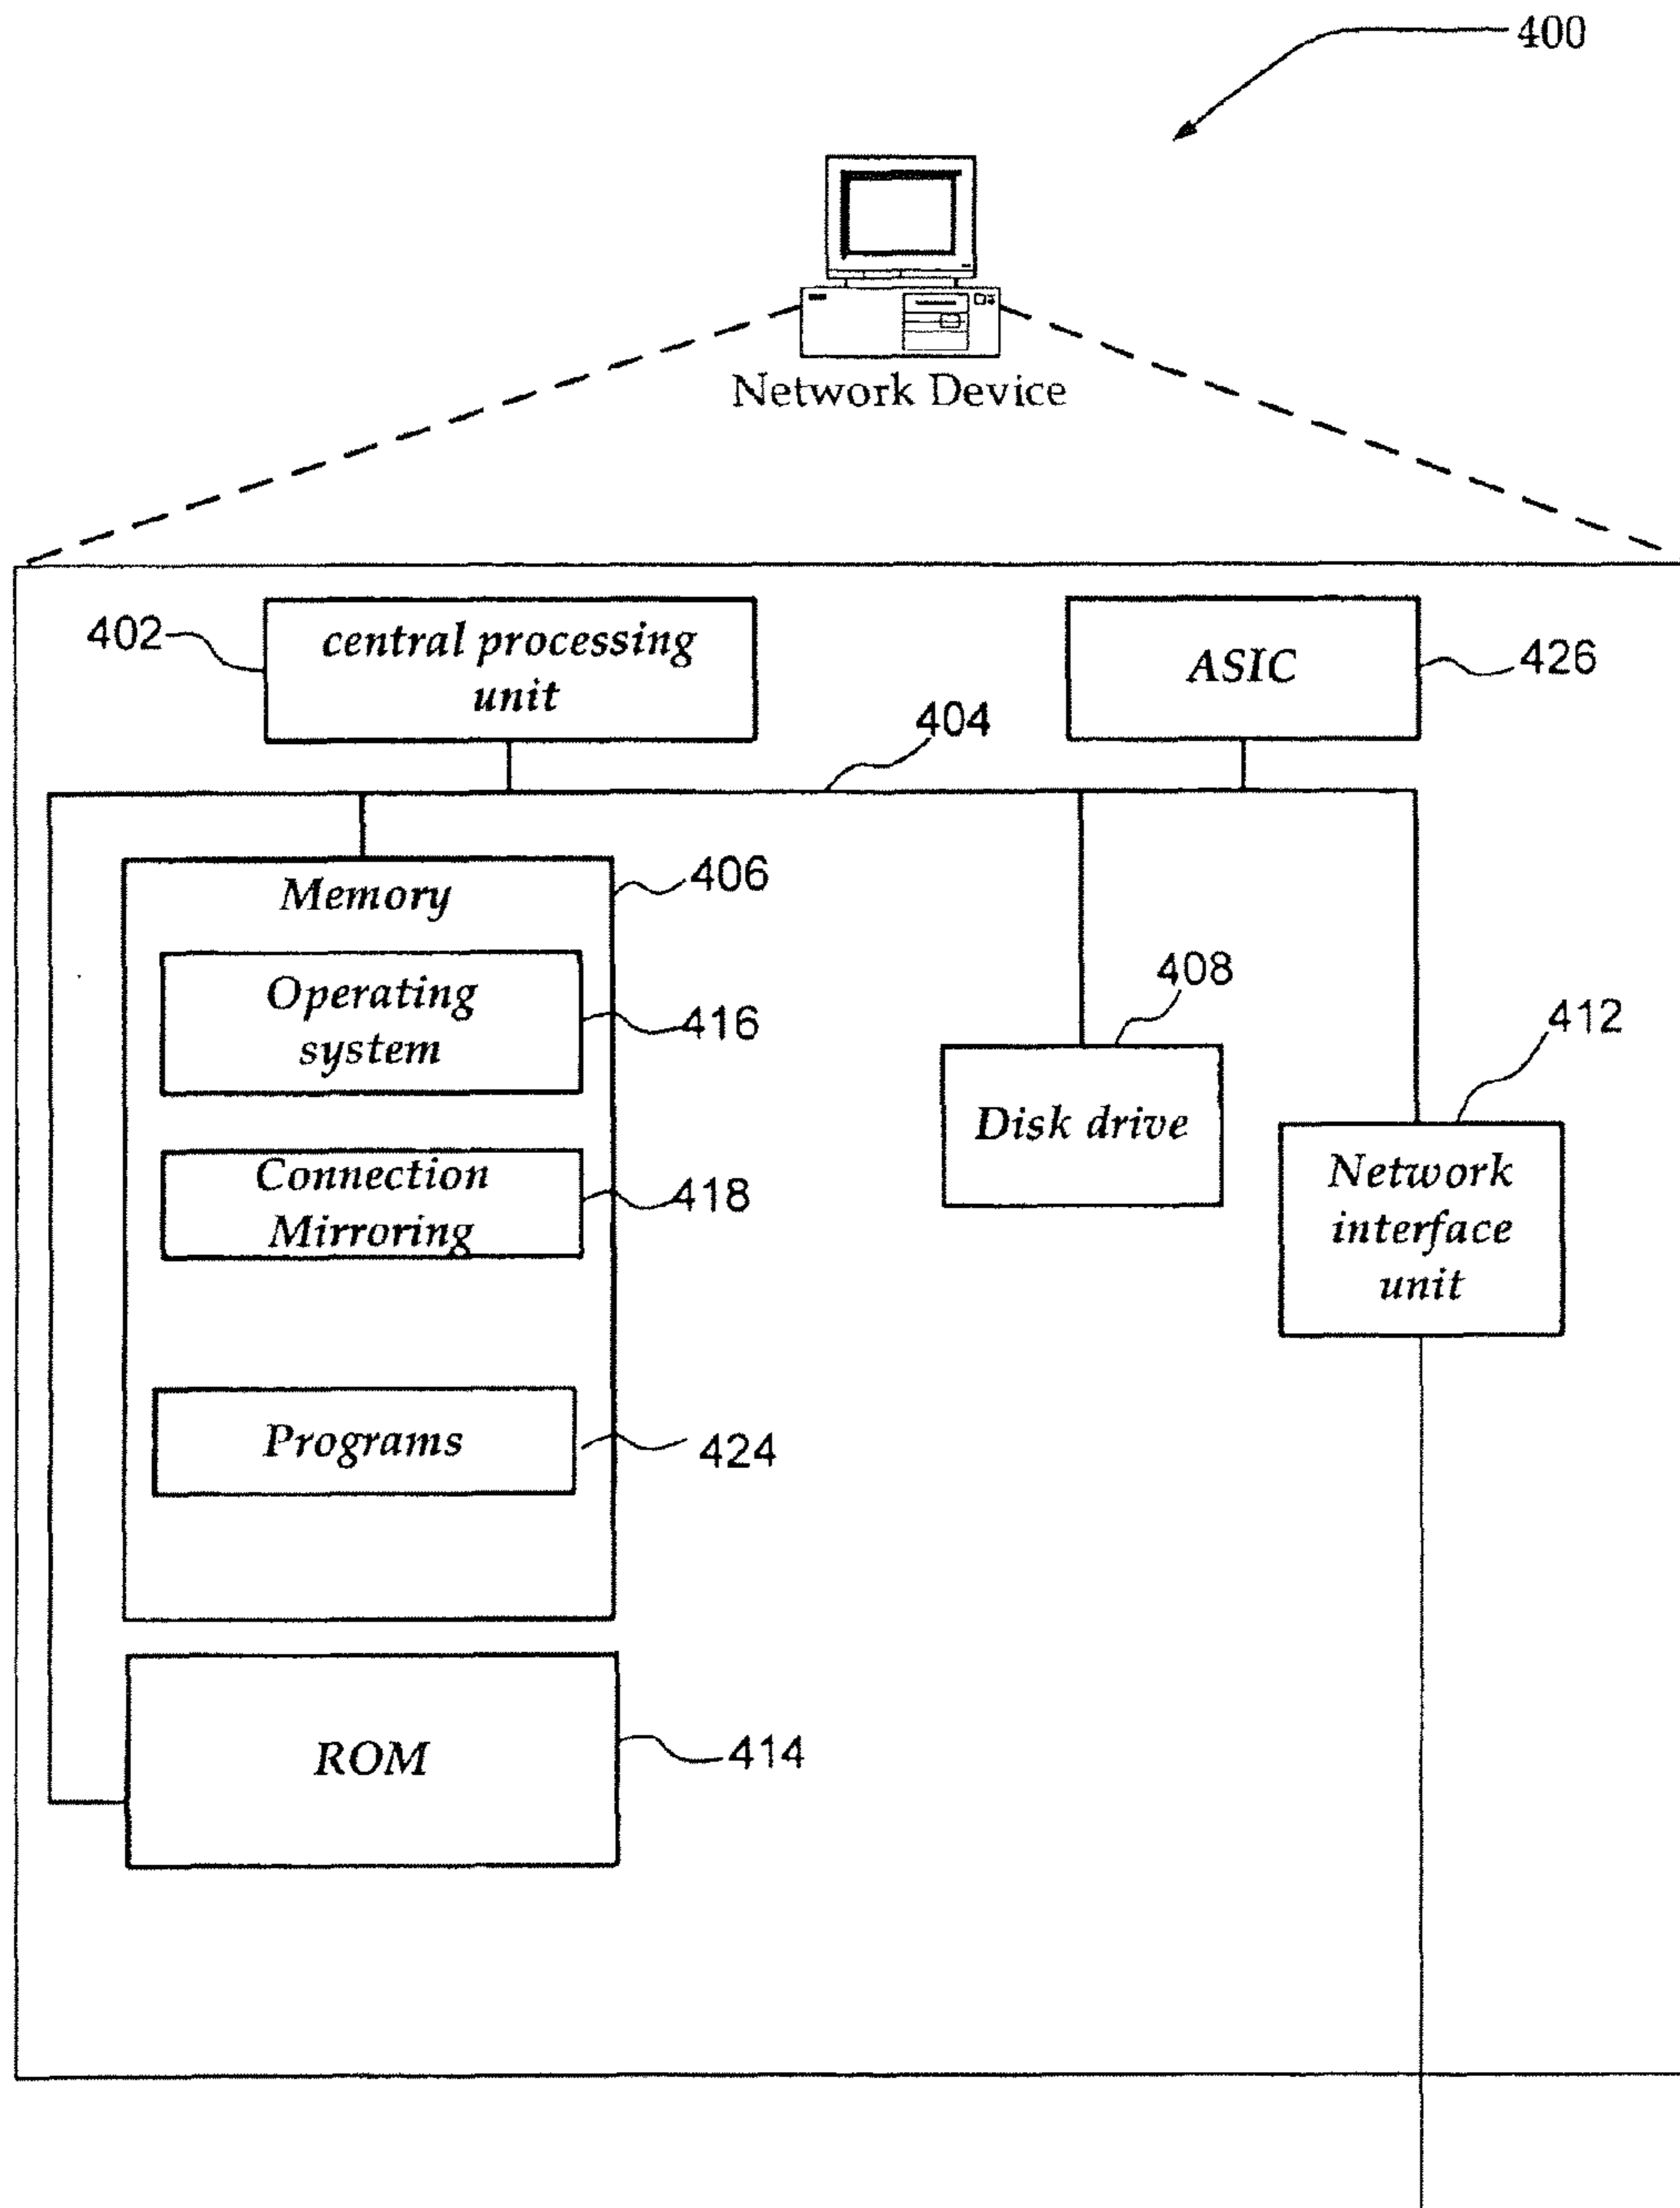 400
Network Device
402
central processing
unit
ASIC
426
404
Memory
406
Operating
system
416
408
412
Connection
Mirroring
418
Disk drive
Network
interface
unit
Programs
424
ROM
414